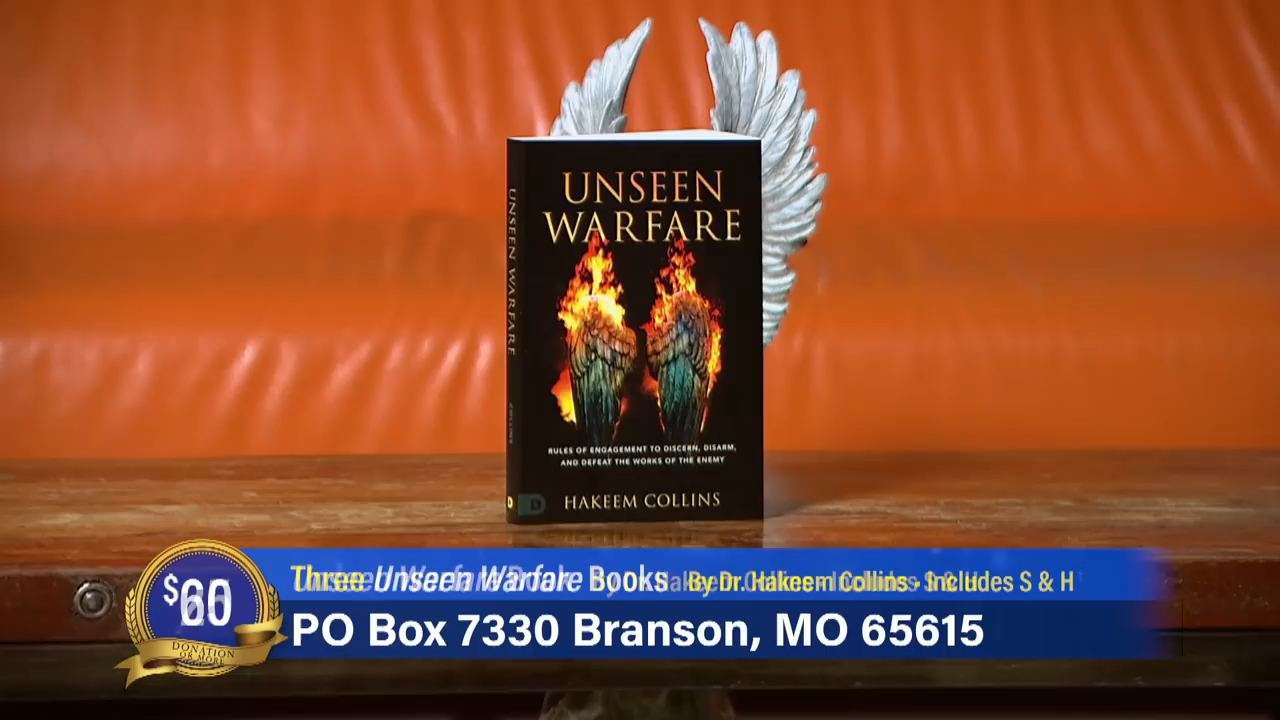 UNSEEN
WARFARE
UNSEEN WARFARE
COLLINS
RULES OF ENGAGEMENT TO DISCERN, DISARM,
AND DEFEAT THE WORKS OF THE ENEMY
D
D
HAKEEM COLLINS
$60
DONATION
OR MORE
Three Unseen Warfare Books By Dr. Hakeem Collins - Includes S & H
PO Box 7330 Branson, MO 65615